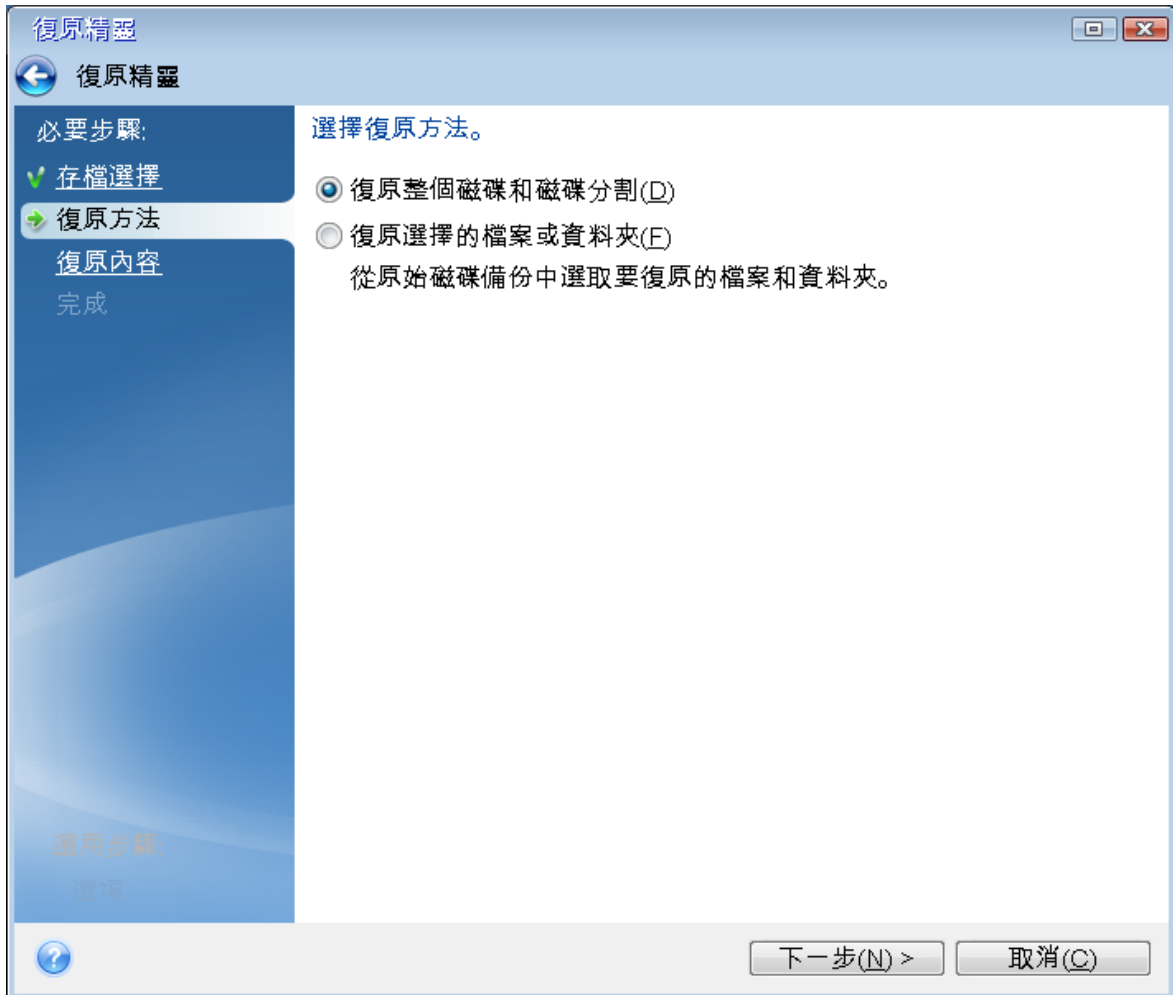 復原精靈
復原精靈
必要步驟:
存檔選擇
復原方法
復原內容
完成
選擇復原方法。
復原整個磁碟和磁碟分割(D)
復原選擇的檔案或資料夾(F)
從原始磁碟備份中選取要復原的檔案和資料夾。
選用步驟:
選項
下一步(N) >
取消(C)